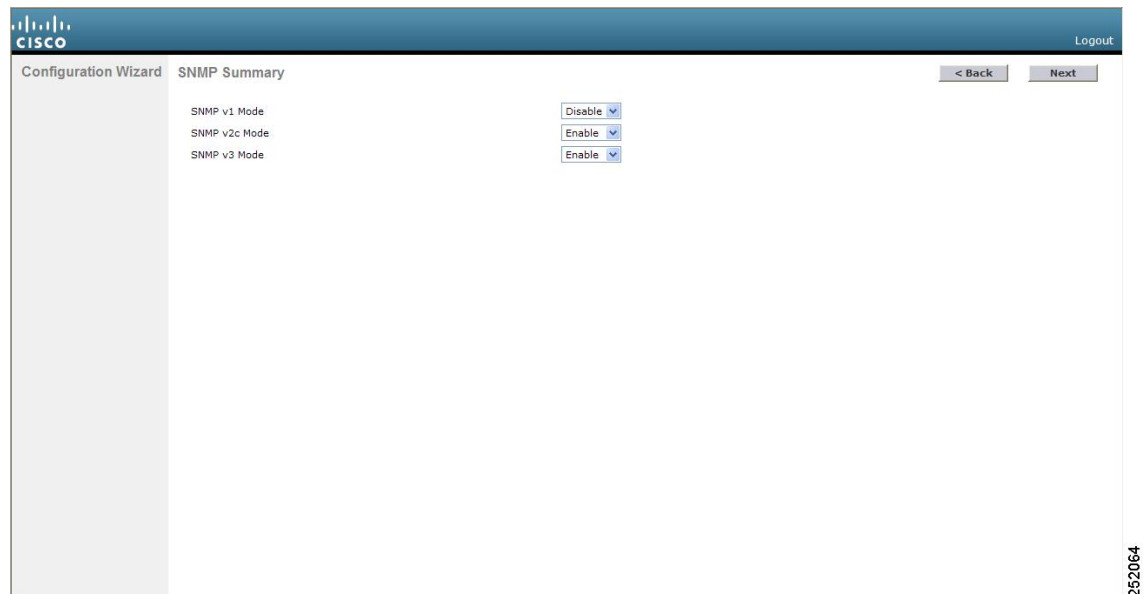 CISCO
Logout
Configuration Wizard
SNMP Summary
< Back
Next
SNMP v1 Mode Disable
SNMP v2c Mode Enable
SNMP v3 Mode Enable
252064